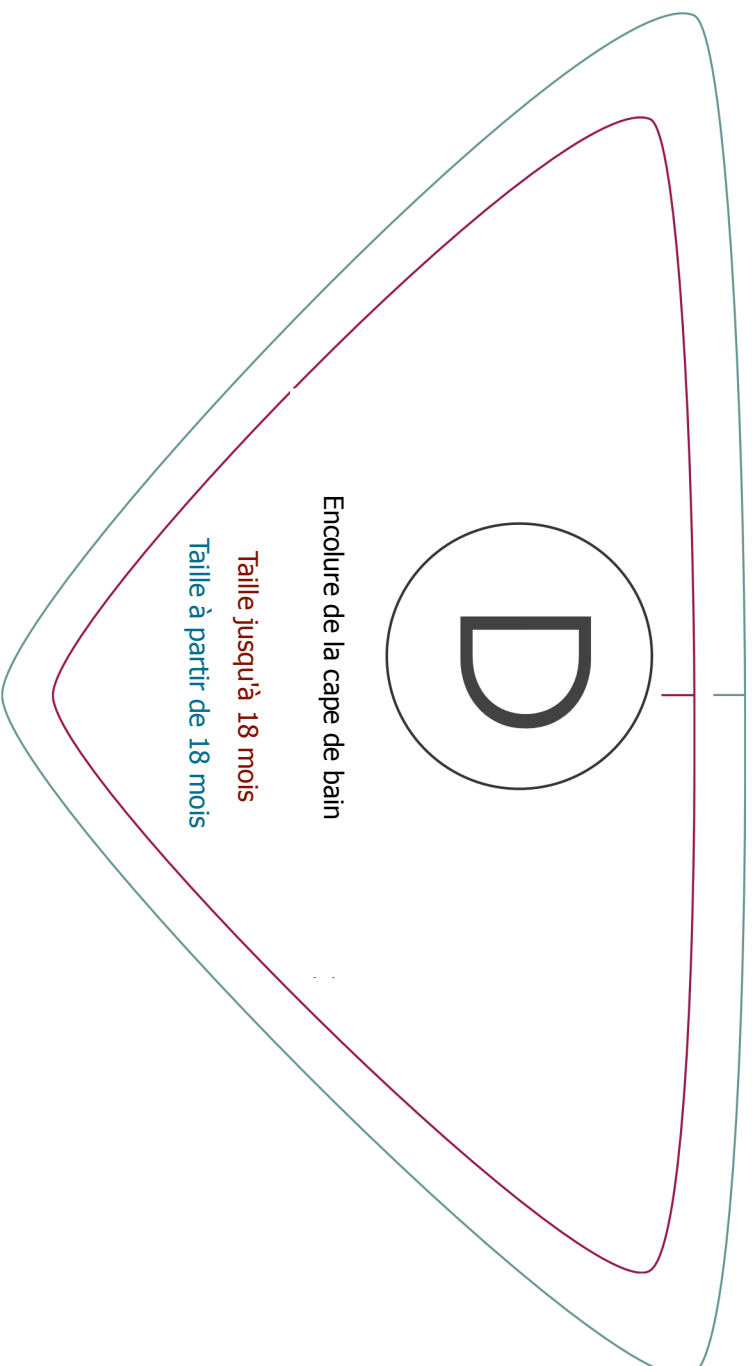 D
Encolure de la cape de bain
Taille jusqu'à 18 mois
Taille à partir de 18 mois